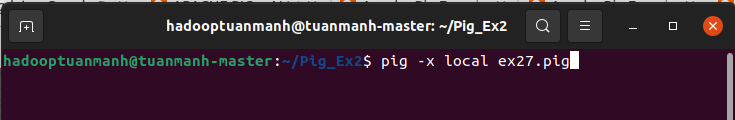 hadooptuanmanh@tuanmanh-master: ~/Pig_Ex2
hadooptuanmanh@tuanmanh-master:~/Pig_Ex2$ pig -x local ex27.pig